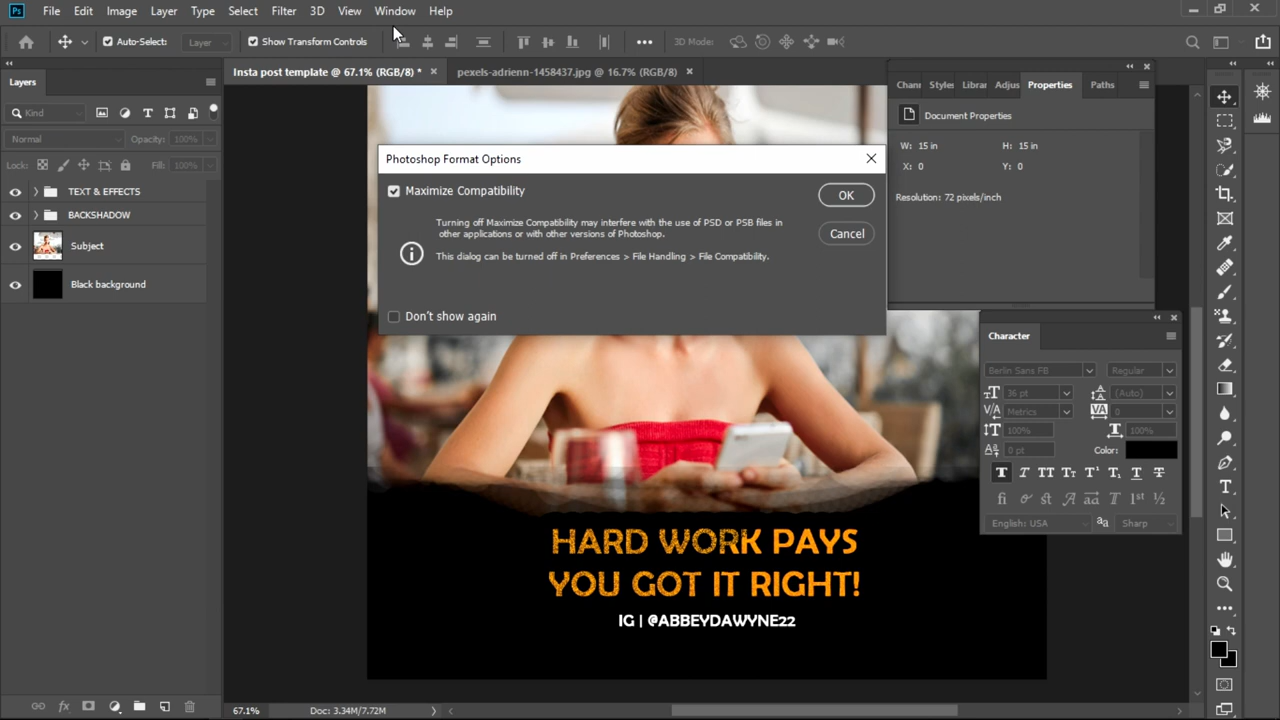 Ps File Edit Image Layer Type Select Filter 3D View Window Help
Auto-Select: Layer Show Transform Controls 3D Mode:
Insta post template @ 67.1% (RGB/8) *
pexels-adrienn-1458437.jpg @ 16.7% (RGB/8)
Layers
Kind
Normal Opacity: 100%
Lock: Fill: 100%
TEXT & EFFECTS
BACKSHADOW
Subject
Black background
Photoshop Format Options
Maximize Compatibility
OK
Turning off Maximize Compatibility may interfere with the use of PSD or PSB files in
other applications or with other versions of Photoshop.
Cancel
This dialog can be turned off in Preferences > File Handling > File Compatibility.
Don't show again
Chan Style Libra Adjus Properties Paths
Document Properties
W: 15 in H: 15 in
X: 0 Y: 0
Resolution: 72 pixels/inch
Character
Berlin Sans FB Regular
36 pt (Auto)
Metrics 0
100% 100%
0 pt Color:
English: USA Sharp
HARD WORK PAYS
YOU GOT IT RIGHT!
IG | @ABBEYDAWYNE22
67.1% Doc: 3.34M/7.72M